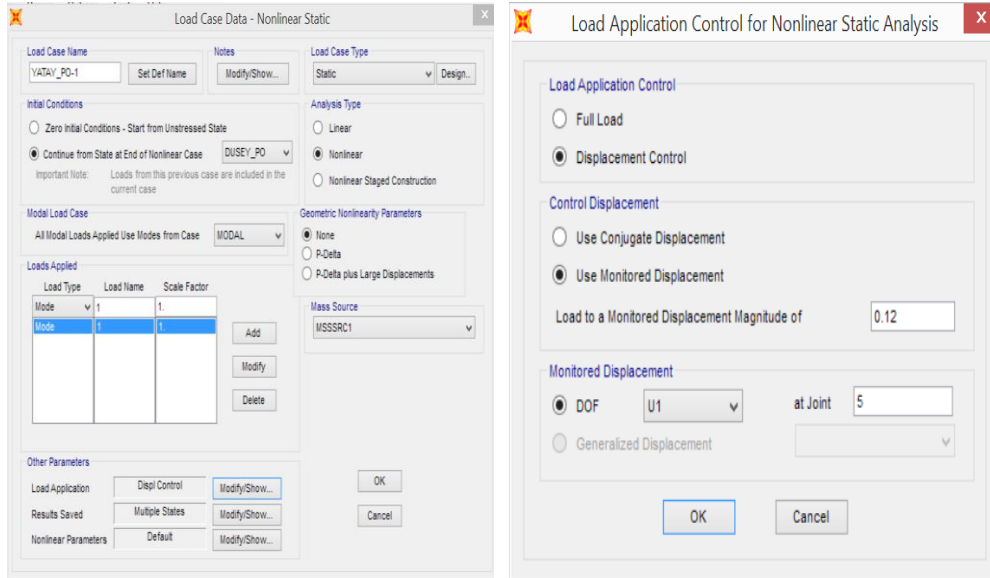 Load Case Data - Nonlinear Static
x
Load Case Name
Notes
Load Case Type
YATAY_PO-1
Set Def Name
Modify/Show...
Static
Design..
Initial Conditions
Zero Initial Conditions - Start from Unstressed State
Continue from State at End of Nonlinear Case
DUSEY_PO
Important Note: Loads from this previous case are included in the
current case
Analysis Type
Linear
Nonlinear
Nonlinear Staged Construction
Modal Load Case
All Modal Loads Applied Use Modes from Case
MODAL
Geometric Nonlinearity Parameters
None
P-Delta
P-Delta plus Large Displacements
Loads Applied
Load Type Load Name Scale Factor
Mode 1 1.
Mode 1 1.
Add
Modify
Delete
Mass Source
MSSSRC1
Other Parameters
Load Application Displ Control Modify/Show...
Results Saved Multiple States Modify/Show...
Nonlinear Parameters Default Modify/Show...
OK
Cancel
Load Application Control for Nonlinear Static Analysis
x
Load Application Control
Full Load
Displacement Control
Control Displacement
Use Conjugate Displacement
Use Monitored Displacement
Load to a Monitored Displacement Magnitude of 0.12
Monitored Displacement
DOF U1 at Joint 5
Generalized Displacement
OK Cancel